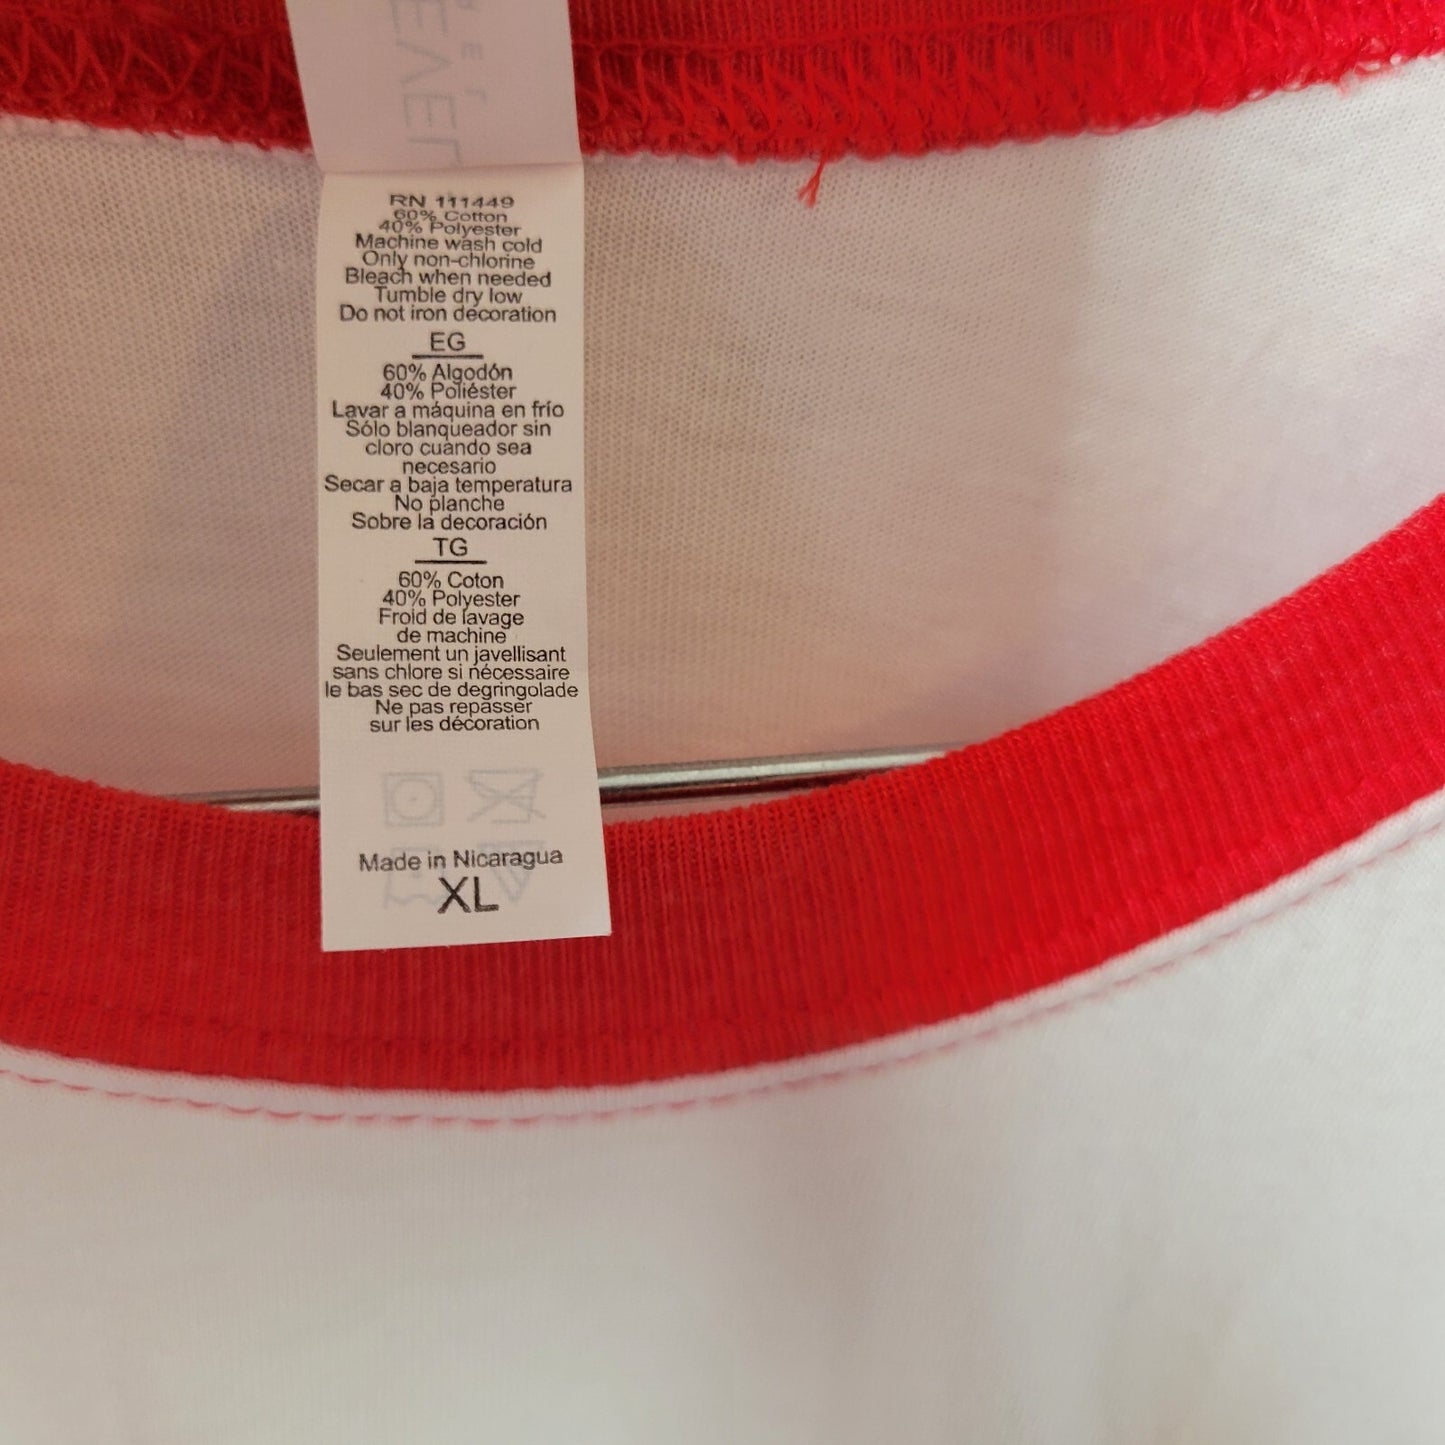 RN 111449
60% Cotton
40% Polyester
Machine wash cold
Only non-chlorine
Bleach when needed
Tumble dry low
Do not iron decoration
EG
60% Algodón
40% Poliéster
Lavar a máquina en frío
Sólo blanqueador sin
cloro cuando sea
necesario
Secar a baja temperatura
No planche
Sobre la decoración
TG
60% Coton
40% Polyester
Froid de lavage
de machine
Seulement un javellisant
sans chlore si nécessaire
le bas sec de degringolade
Ne pas repasser
sur les décoration
Made in Nicaragua
XL